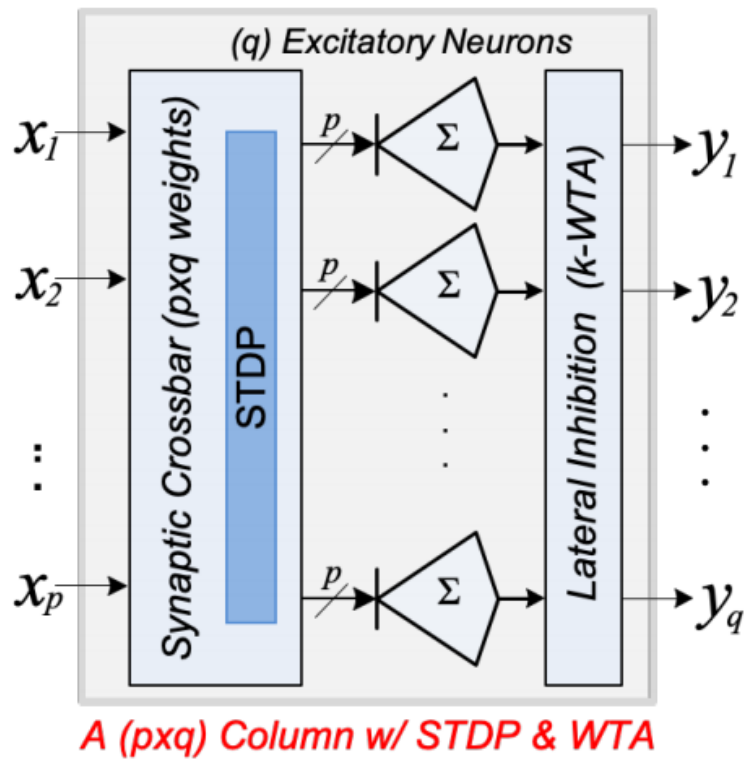 (q) Excitatory Neurons
x1
x2
xp
Synaptic Crossbar (pxq weights)
STDP
p
Σ
p
Σ
p
Σ
Lateral Inhibition (k-WTA)
y1
y2
yq
A (pxq) Column w/ STDP & WTA